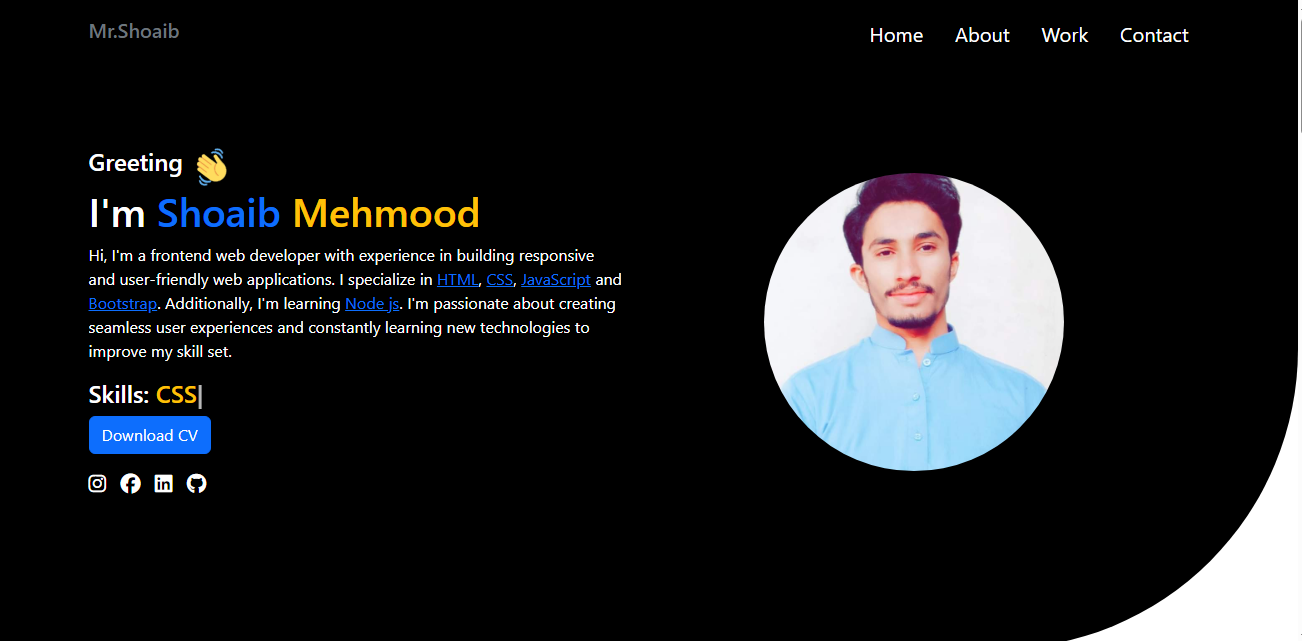 Mr.Shoaib
Home About Work Contact
Greeting 👋
I'm Shoaib Mehmood
Hi, I'm a frontend web developer with experience in building responsive
and user-friendly web applications. I specialize in HTML, CSS, JavaScript and
Bootstrap. Additionally, I'm learning Node js. I'm passionate about creating
seamless user experiences and constantly learning new technologies to
improve my skill set.
Skills: CSS|
Download CV